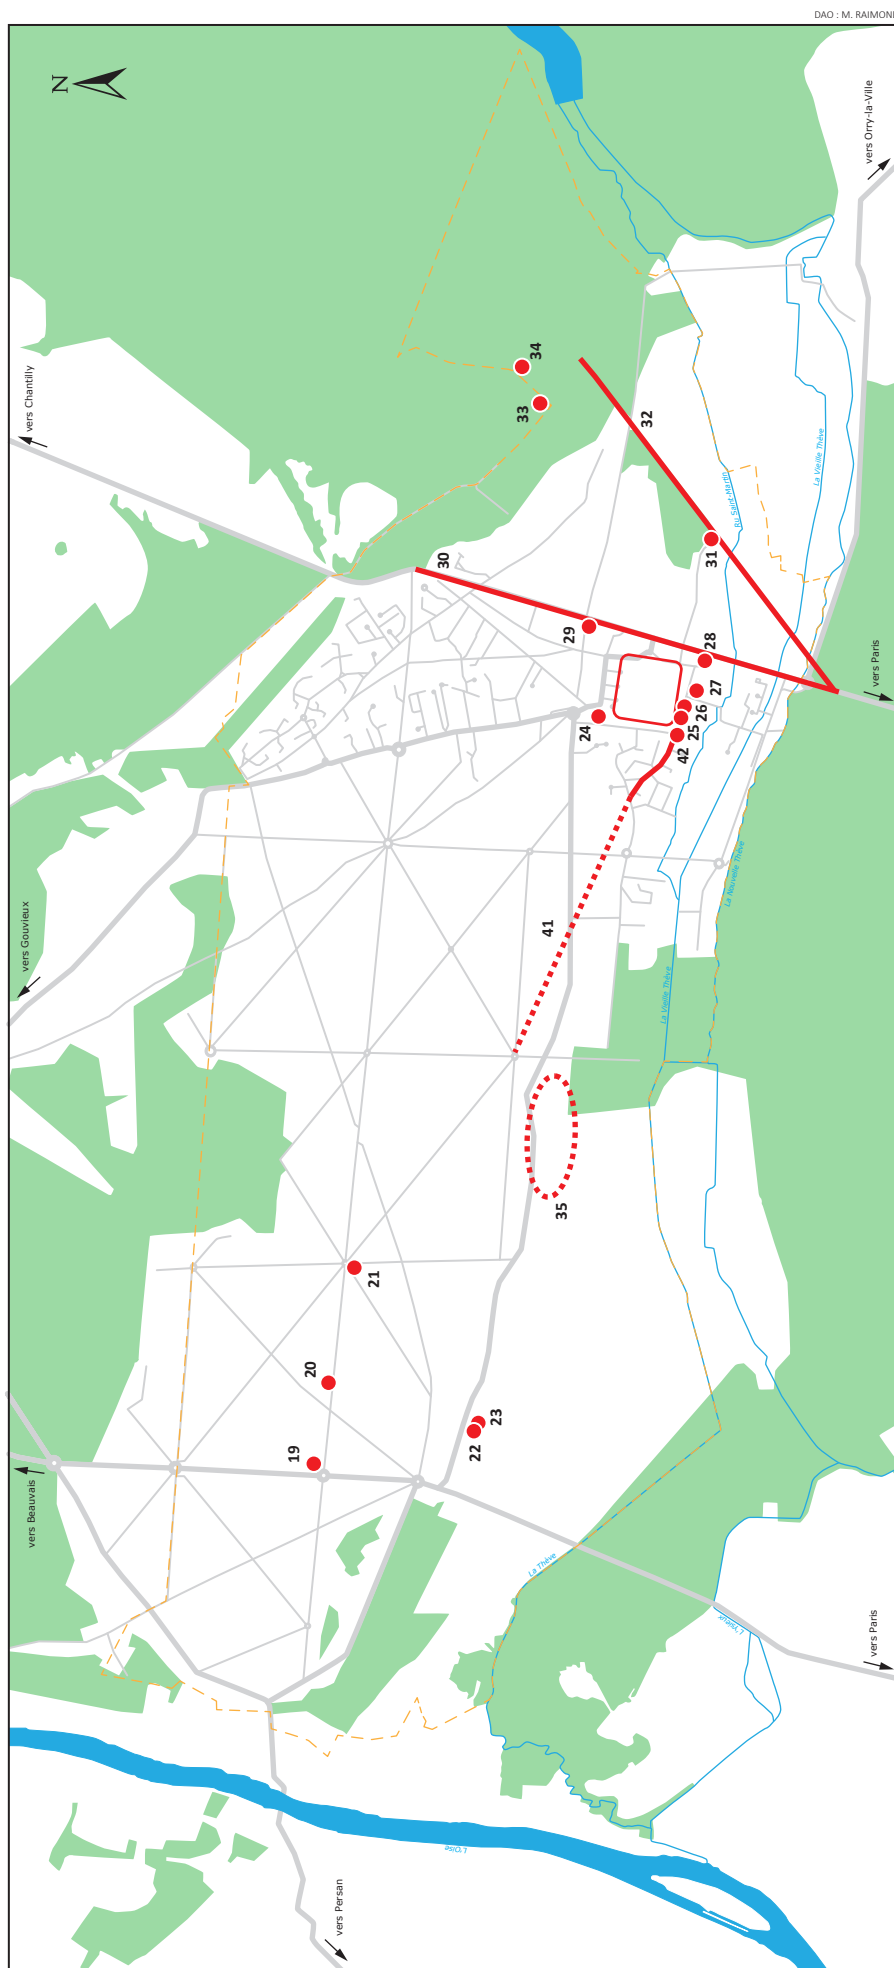 DAO : M. RAIMON
N
vers Orry-la-Ville
vers Chantilly
34
33
32
La Vieille Thève
Ru Saint-Martin
30
31
29
28
vers Paris
27
26
24
25
42
La Nouvelle Thève
vers Gouvieux
41
La Vieille Thève
35
21
20
23
22
19
vers Beauvais
La Thève
L'Ysieux
vers Paris
L'Oise
vers Persan